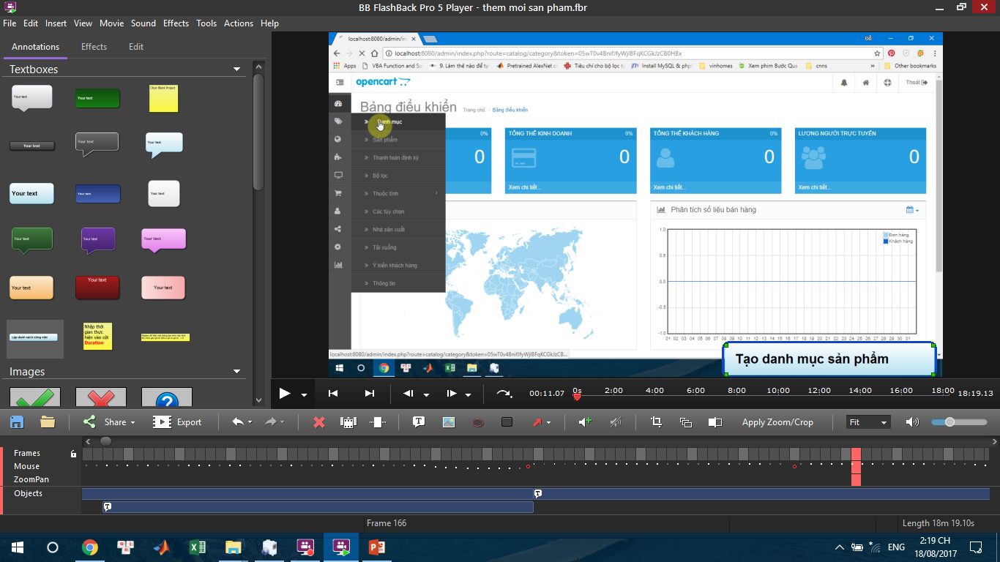 BB FlashBack Pro 5 Player - them moi san pham.fbr
File Edit Insert View Movie Sound Effects Tools Actions Help
Annotations Effects Edit
Textboxes
Your text
Your text
Chọn Blank Project
Your text
Your text
Your text
Your text
Your text
Your text
Your text
Your text
Your text
Your text
Your text
Your text
Lập danh sách công việc
Nhập thời gian thực hiện vào cột Duration
Images
localhost:8080/admin/in
Đỗ
localhost:8080/admin/index.php?route=catalog/category&token=05wT0v4BnifJfyWjlBFqKCGkJzCB0HBx
Apps VBA Function and Su 9. Làm thế nào để tư Pretrained AlexNet c Tiêu chí cho bộ lọc t Install MySQL & php vinhomes Xem phim Bước Qua cnns » Other bookmarks
opencart
Thoát
Bảng điều khiển Trang chủ / Bảng điều khiển
Danh mục
Sản phẩm
Thanh toán định kỳ
Bộ lọc
Thuộc tính
Các tùy chọn
Nhà sản xuất
Tải xuống
Ý kiến khách hàng
Thông tin
0%
0
TỔNG THỂ KINH DOANH 0%
0
Xem chi tiết...
TỔNG THỂ KHÁCH HÀNG 0%
0
Xem chi tiết...
LƯỢNG NGƯỜI TRỰC TUYẾN
0
Xem chi tiết...
Phân tích số liệu bán hàng
Đơn hàng
Khách hàng
1.0
0.5
0.0
-0.5
-1.0
01 02 03 04 05 06 07 08 09 10 11 12 13 14 15 16 17 18 19 20 21 22 23 24 25 26 27 28 29 30 31
localhost:8080/admin/index.php?route=catalog/category&token=05wT0v4BnifJfyWjlBFqKCGkJzCB...
Tạo danh mục sản phẩm
00:11.07 0s 2:00 4:00 6:00 8:00 10:00 12:00 14:00 16:00 18:00 18:19.13
Share Export Apply Zoom/Crop Fit
Frames
Mouse
ZoomPan
Objects
T
T
Frame 166 Length 18m 19.10s
ENG 2:19 CH
18/08/2017